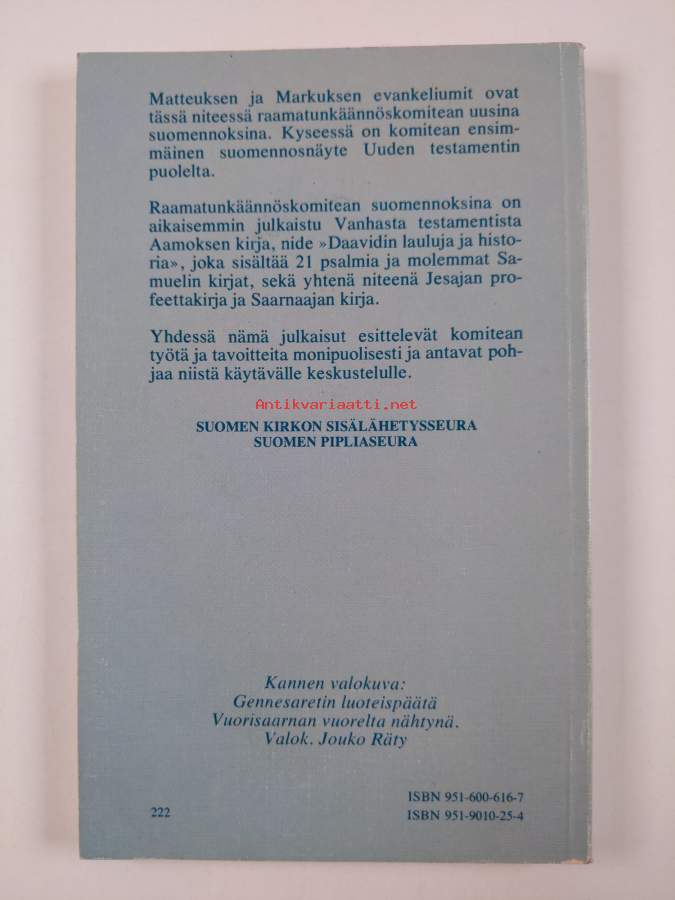 Matteuksen ja Markuksen evankeliumit ovat
tässä niteessä raamatunkäännöskomitean uusina
suomennoksina. Kyseessä on komitean ensim-
mäinen suomennosnäyte Uuden testamentin
puolelta.
Raamatunkäännöskomitean suomennoksina on
aikaisemmin julkaistu Vanhasta testamentista
Aamoksen kirja, nide »Daavidin lauluja ja histo-
ria», joka sisältää 21 psalmia ja molemmat Sa-
muelin kirjat, sekä yhtenä niteenä Jesajan pro-
feettakirja ja Saarnaajan kirja.
Yhdessä nämä julkaisut esittelevät komitean
työtä ja tavoitteita monipuolisesti ja antavat poh-
jaa niistä käytävälle keskustelulle.
Antikvariaatti.net
SUOMEN KIRKON SISÄLÄHETYSSEURA
SUOMEN PIPLIASEURA
Kannen valokuva:
Gennesaretin luoteispäätä
Vuorisaarnan vuorelta nähtynä.
Valok. Jouko Räty
ISBN 951-600-616-7
222
ISBN 951-9010-25-4